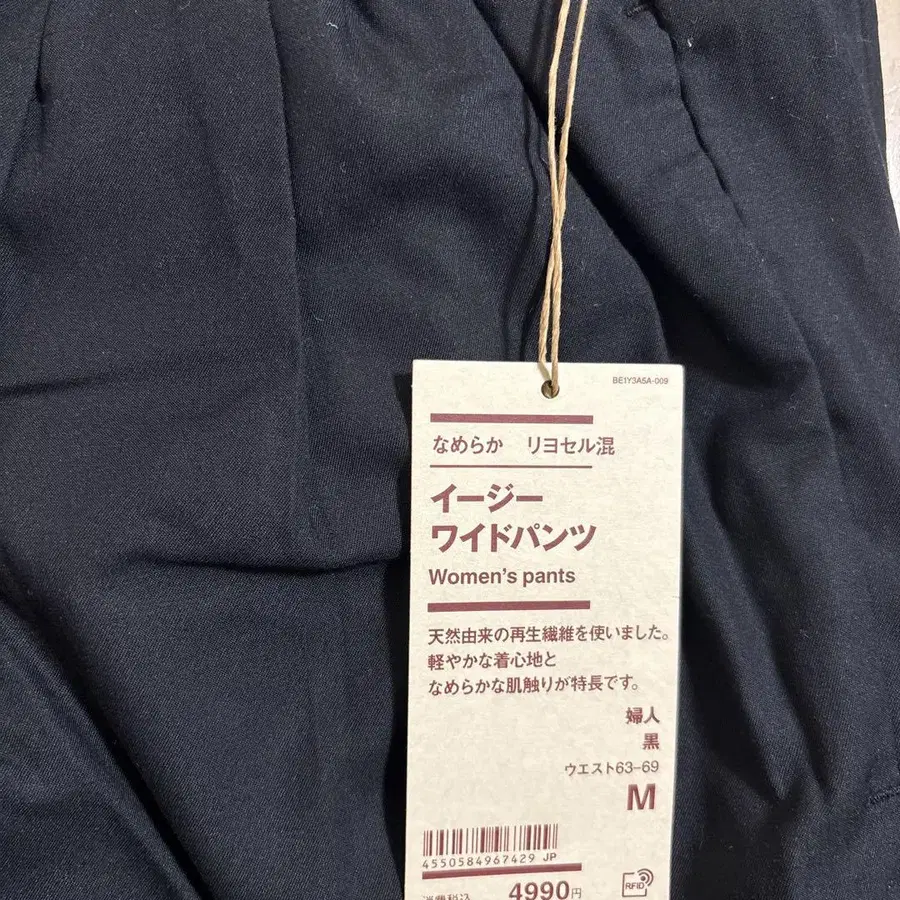 BE1Y3A5A-009
なめらか　リヨセル混
イージー
ワイドパンツ
Women's pants
天然由来の再生繊維を使いました。
軽やかな着心地と
なめらかな肌触りが特長です。
婦人
黒
ウエスト63-69
M
4550584967429 JP
消費税込 4990円
RFID